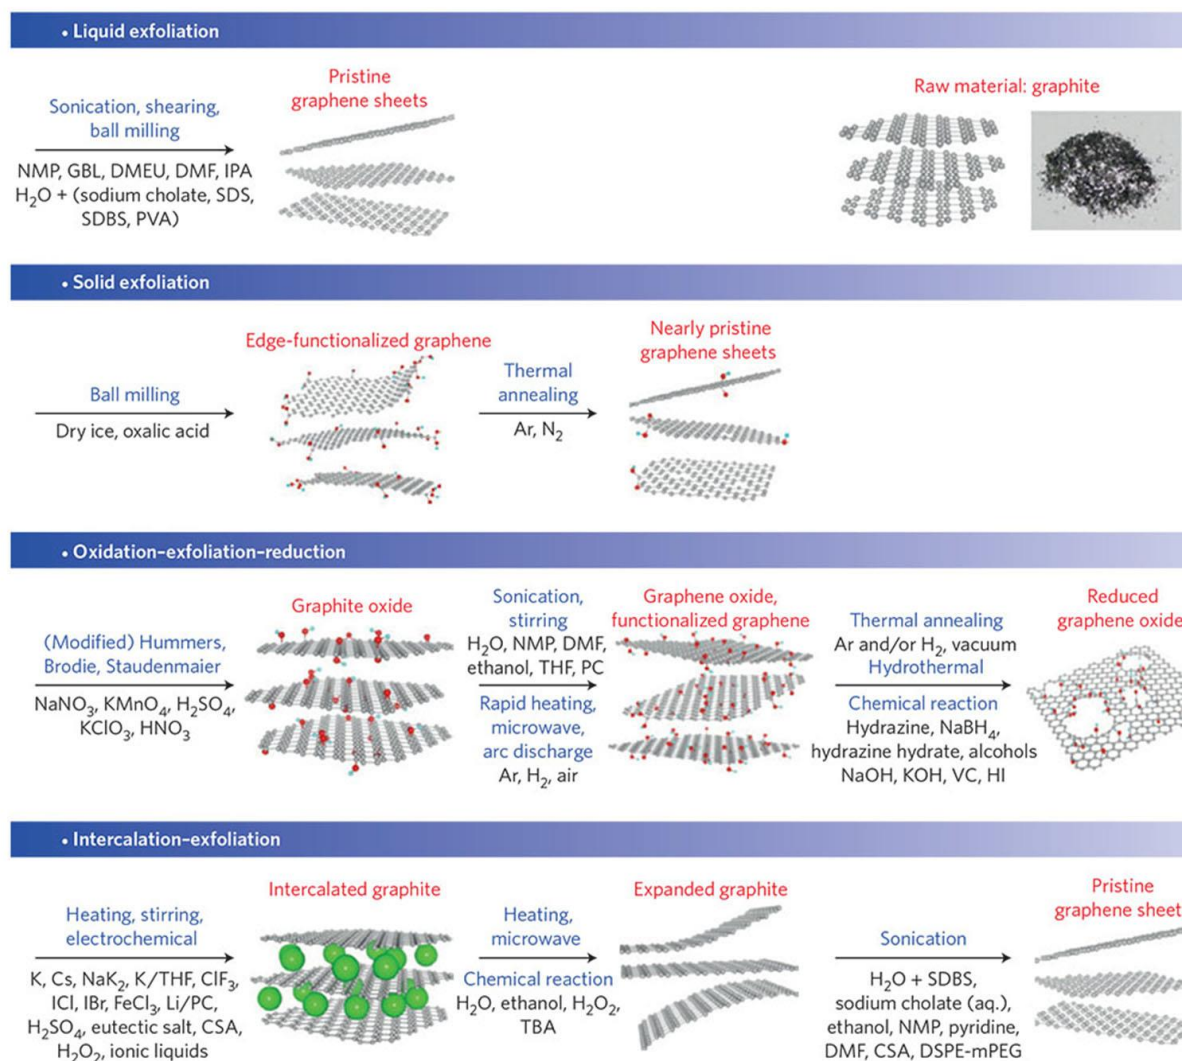 • Liquid exfoliation
Sonication, shearing,
ball milling
NMP, GBL, DMEU, DMF, IPA
H₂O + (sodium cholate, SDS,
SDBS, PVA)
Pristine
graphene sheets
Raw material: graphite
• Solid exfoliation
Ball milling
Dry ice, oxalic acid
Edge-functionalized graphene
Thermal
annealing
Ar, N₂
Nearly pristine
graphene sheets
• Oxidation–exfoliation–reduction
(Modified) Hummers,
Brodie, Staudenmaier
NaNO₃, KMnO₄, H₂SO₄,
KClO₃, HNO₃
Graphite oxide
Sonication,
stirring
H₂O, NMP, DMF,
ethanol, THF, PC
Rapid heating,
microwave,
arc discharge
Ar, H₂, air
Graphene oxide,
functionalized graphene
Thermal annealing
Ar and/or H₂, vacuum
Hydrothermal
Chemical reaction
Hydrazine, NaBH₄,
hydrazine hydrate, alcohols
NaOH, KOH, VC, HI
Reduced
graphene oxide
• Intercalation–exfoliation
Heating, stirring,
electrochemical
K, Cs, NaK₂, K/THF, ClF₃,
ICl, IBr, FeCl₃, Li/PC,
H₂SO₄, eutectic salt, CSA,
H₂O₂, ionic liquids
Intercalated graphite
Heating,
microwave
Chemical reaction
H₂O, ethanol, H₂O₂,
TBA
Expanded graphite
Sonication
H₂O + SDBS,
sodium cholate (aq.),
ethanol, NMP, pyridine,
DMF, CSA, DSPE-mPEG
Pristine
graphene sheet